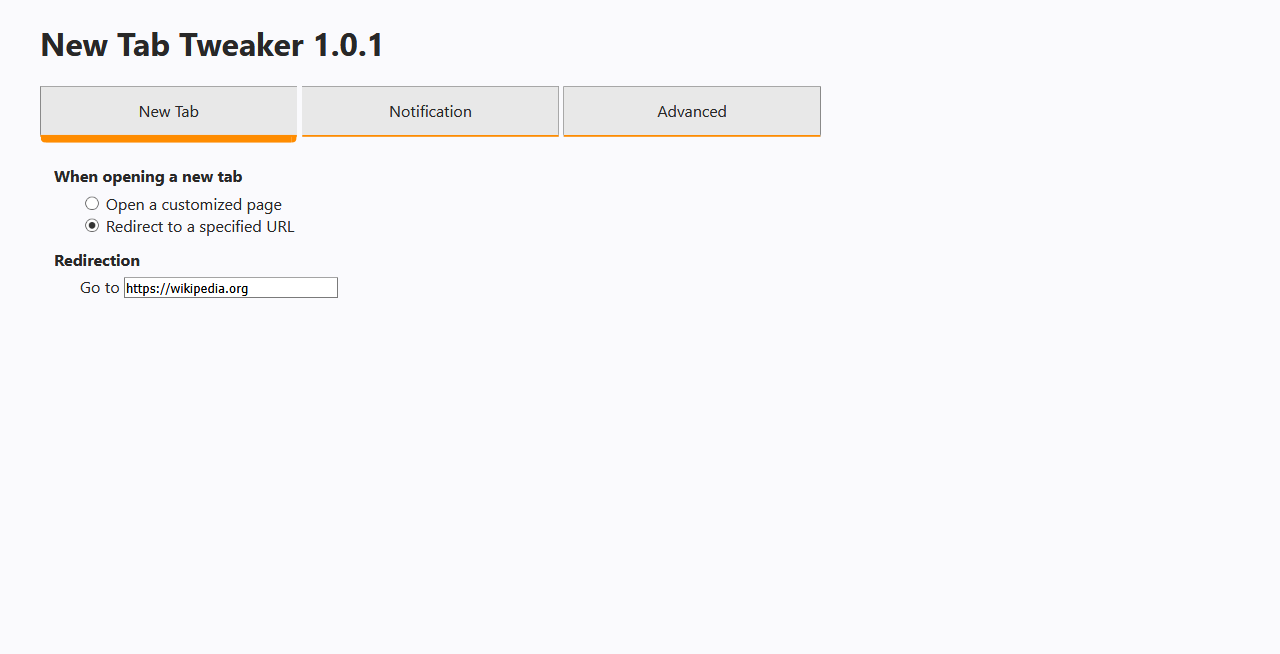 New Tab Tweaker 1.0.1
New Tab Notification Advanced
When opening a new tab
Open a customized page
Redirect to a specified URL
Redirection
Go to https://wikipedia.org